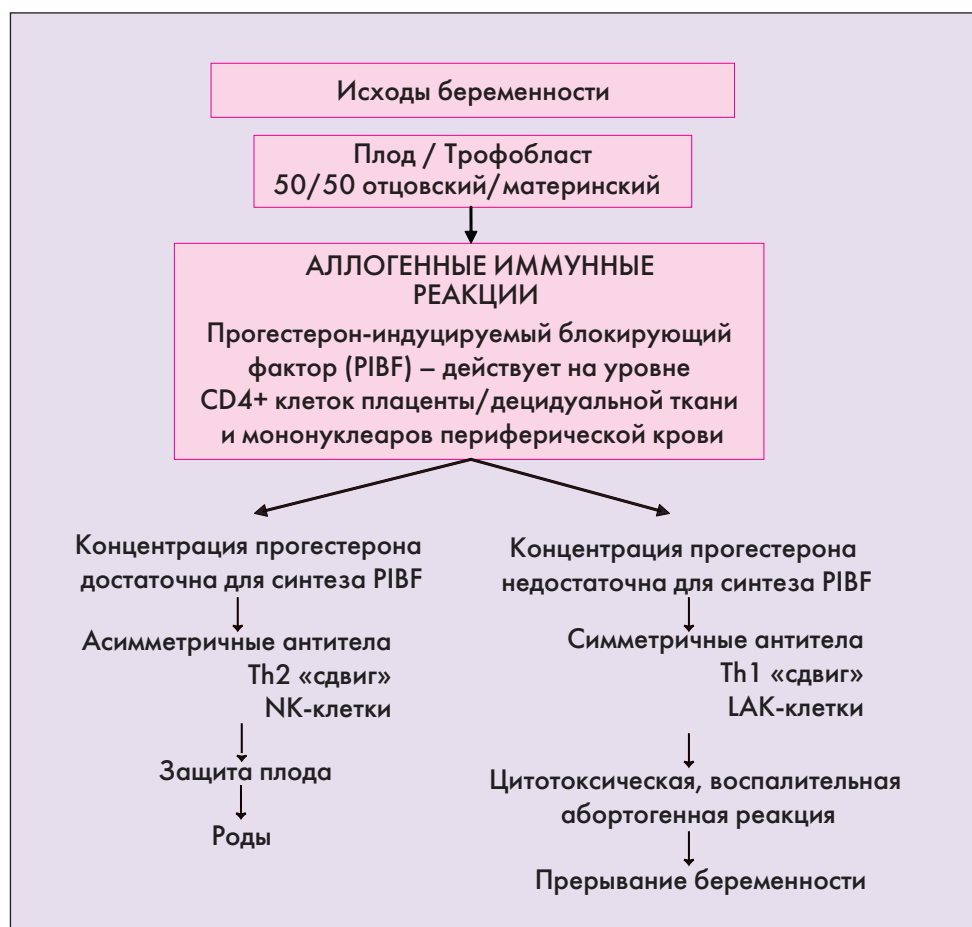 Исходы беременности
Плод / Трофобласт
50/50 отцовский/материнский
АЛЛОГЕННЫЕ ИММУННЫЕ
РЕАКЦИИ
Прогестерон-индуцируемый блокирующий
фактор (PIBF) – действует на уровне
CD4+ клеток плаценты/децидуальной ткани
и мононуклеаров периферической крови
Концентрация прогестерона
достаточна для синтеза PIBF
Асимметричные антитела
Th2 «сдвиг»
NK-клетки
Защита плода
Роды
Концентрация прогестерона
недостаточна для синтеза PIBF
Симметричные антитела
Th1 «сдвиг»
LAK-клетки
Цитотоксическая, воспалительная
абортогенная реакция
Прерывание беременности